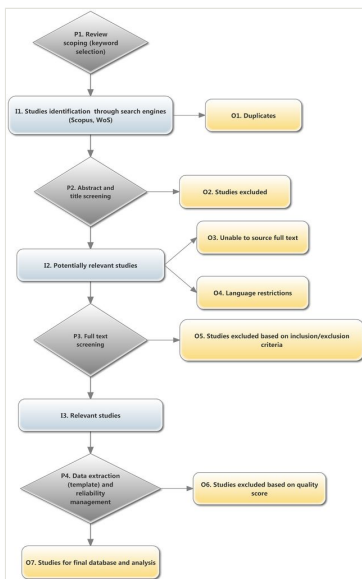 P1. Review
scoping (keyword
selection)
I1. Studies identification through search engines
(Scopus, WoS)
O1. Duplicates
P2. Abstract and
title screening
O2. Studies excluded
O3. Unable to source full text
I2. Potentially relevant studies
O4. Language restrictions
P3. Full text
screening
O5. Studies excluded based on inclusion/exclusion
criteria
I3. Relevant studies
P4. Data extraction
(template) and
reliability
management
O6. Studies excluded based on quality
score
O7. Studies for final database and analysis